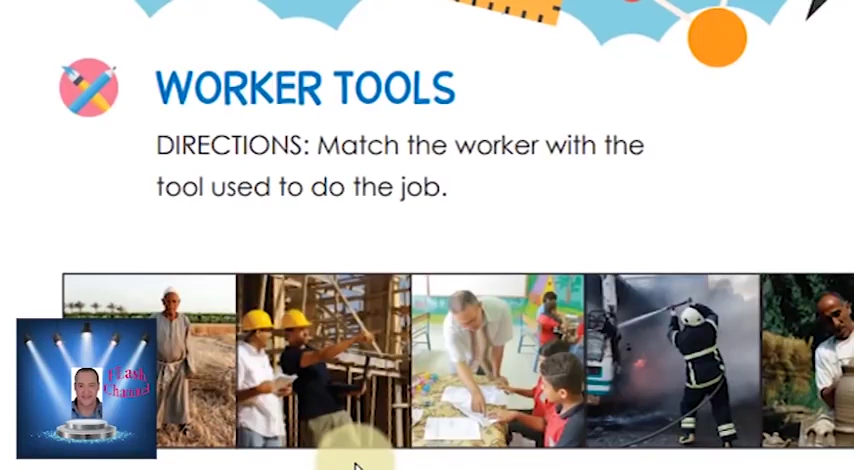 WORKER TOOLS
DIRECTIONS: Match the worker with the
tool used to do the job.
Flash
Channel